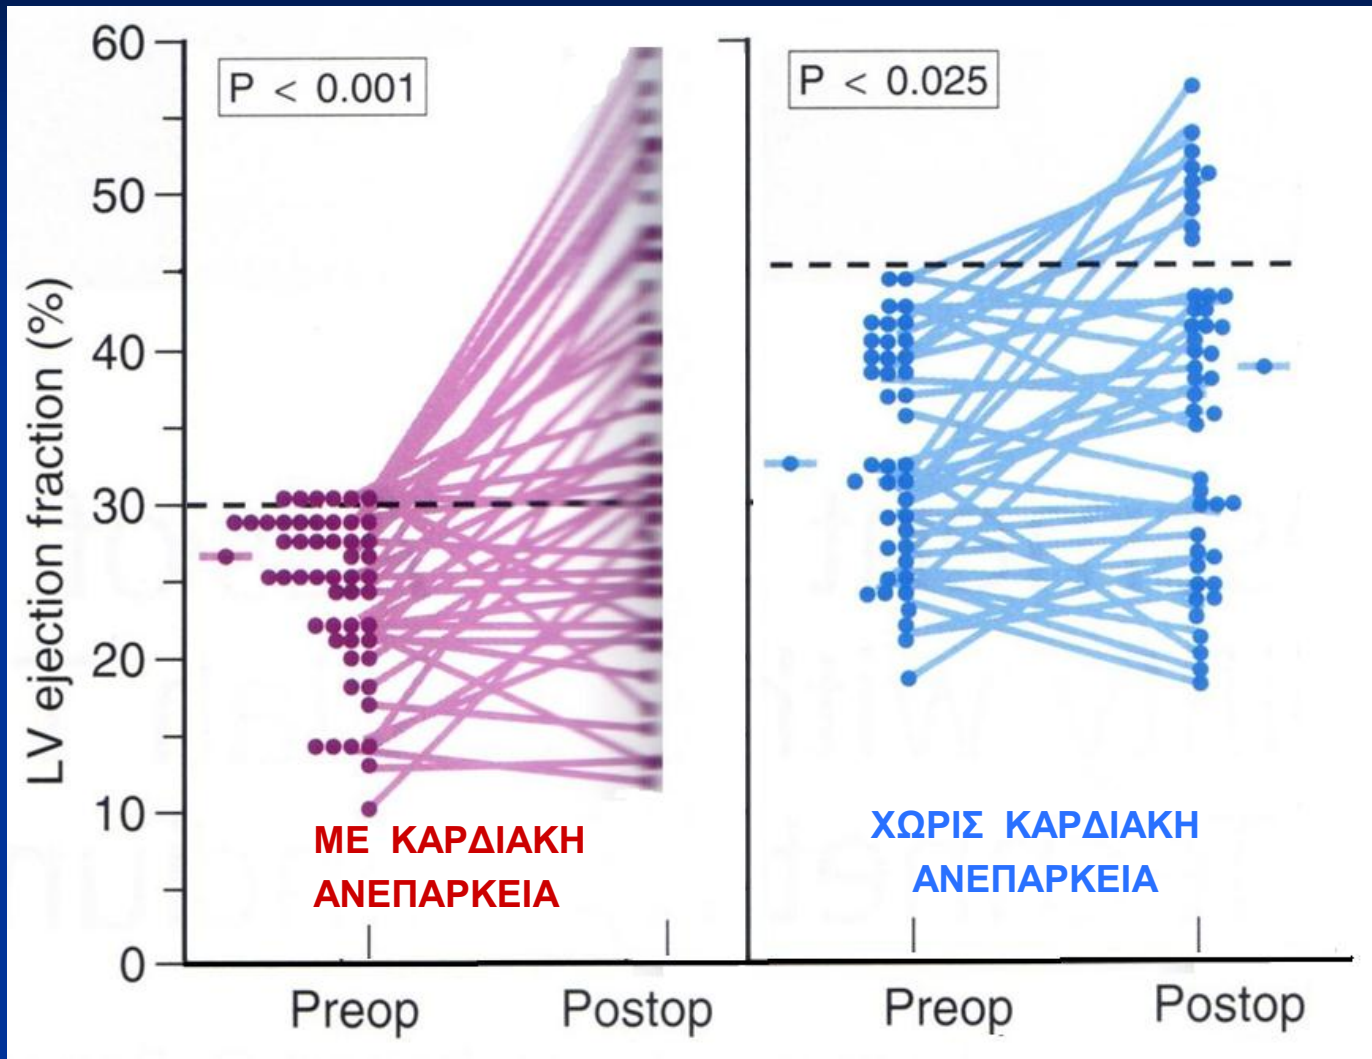 LV ejection fraction (%)
60
50
40
30
20
10
0
P < 0.001
ΜΕ ΚΑΡΔΙΑΚΗ
ΑΝΕΠΑΡΚΕΙΑ
Preop
Postop
P < 0.025
ΧΩΡΙΣ ΚΑΡΔΙΑΚΗ
ΑΝΕΠΑΡΚΕΙΑ
Preop
Postop